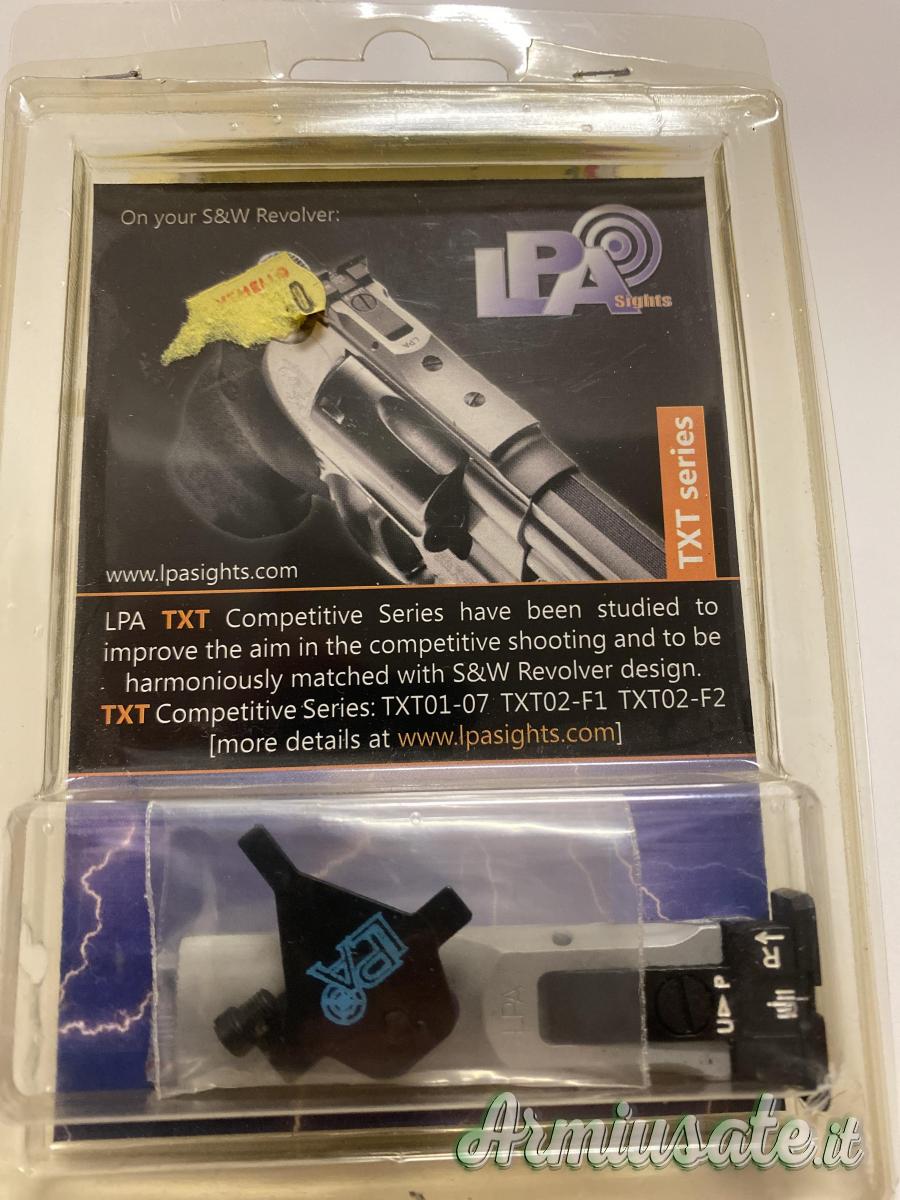 On your S&W Revolver:
LPA
Sights
LPA
TXT series
www.lpasights.com
LPA TXT Competitive Series have been studied to
improve the aim in the competitive shooting and to be
harmoniously matched with S&W Revolver design.
TXT Competitive Series: TXT01-07 TXT02-F1 TXT02-F2
[more details at www.lpasights.com]
LPA
LPA
U P
R
Armiusate.it